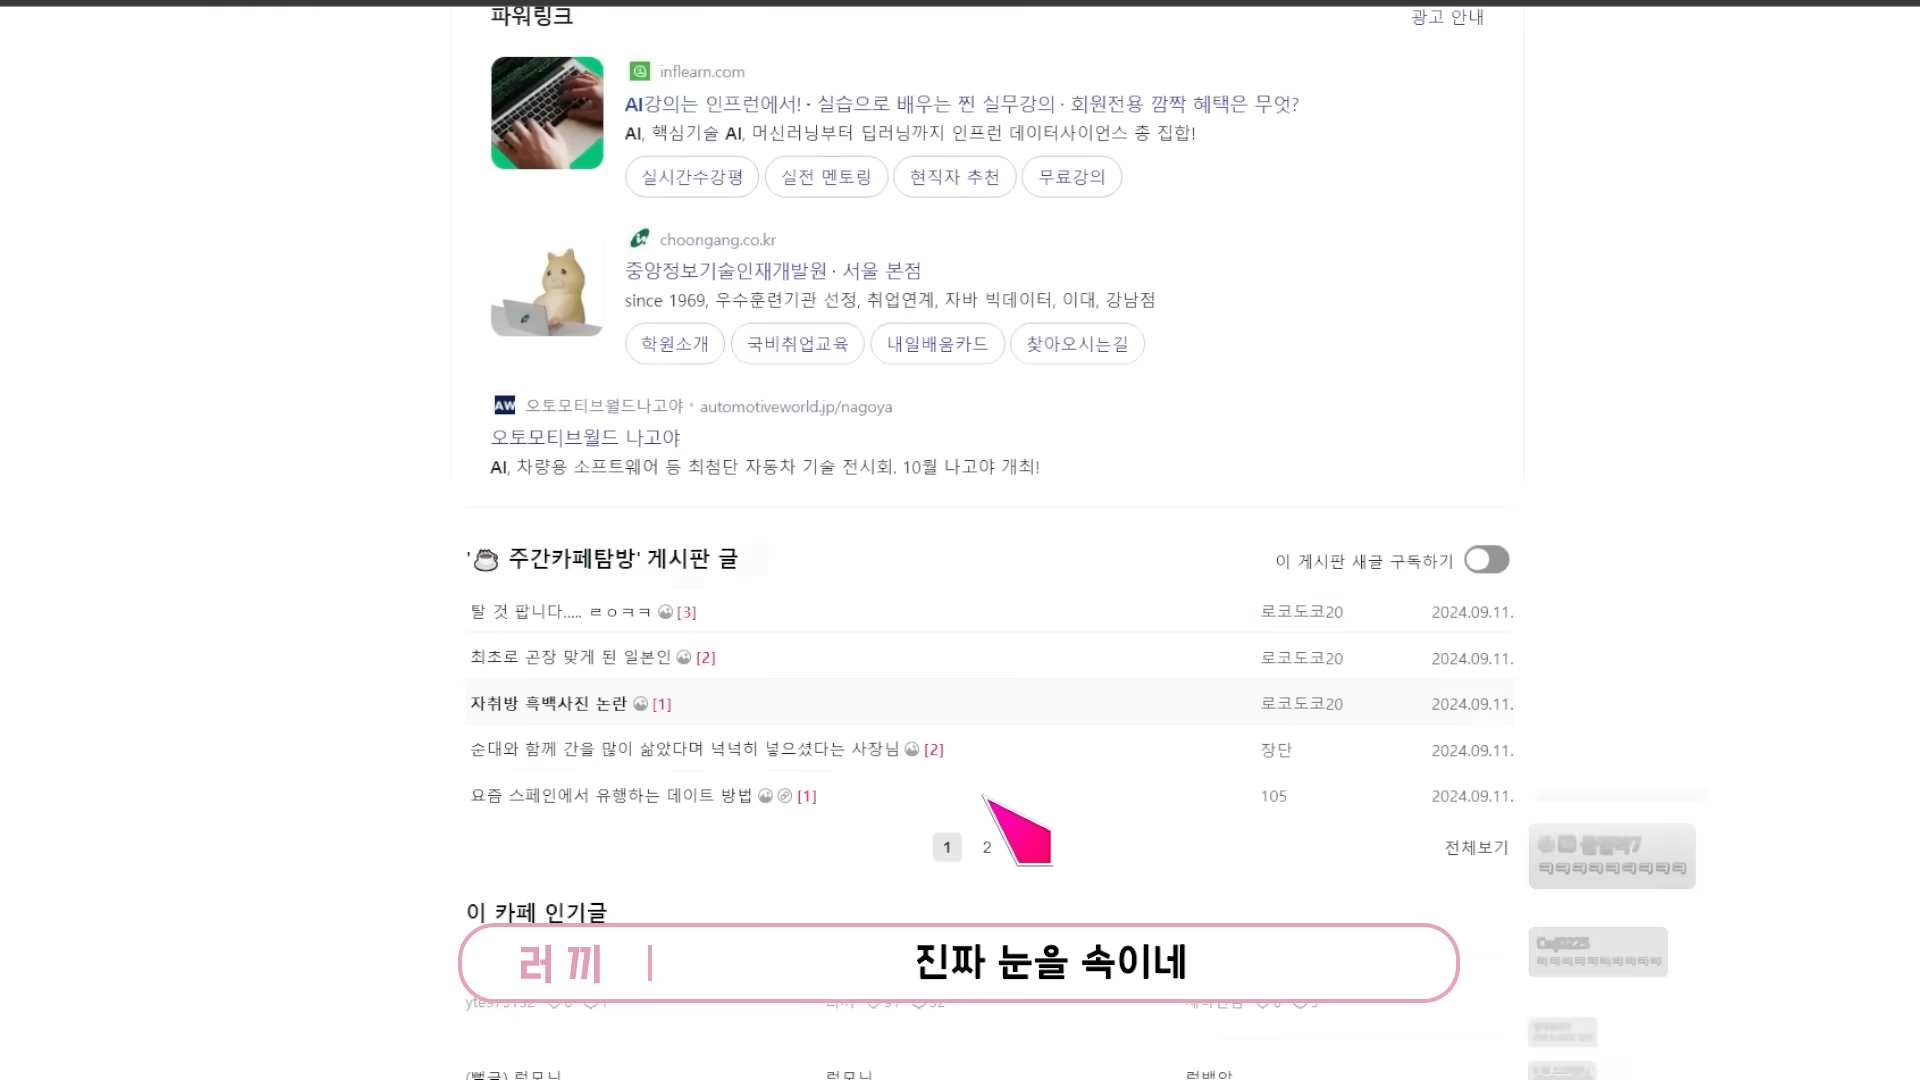 파워링크
광고 안내
inflearn.com
AI강의는 인프런에서! · 실습으로 배우는 찐 실무강의 · 회원전용 깜짝 혜택은 무엇?
AI, 핵심기술 AI, 머신러닝부터 딥러닝까지 인프런 데이터사이언스 총 집합!
실시간수강평 실전 멘토링 현직자 추천 무료강의
choongang.co.kr
중앙정보기술인재개발원 · 서울 본점
since 1969, 우수훈련기관 선정, 취업연계, 자바 빅데이터, 이대, 강남점
학원소개 국비취업교육 내일배움카드 찾아오시는길
AW 오토모티브월드나고야 · automotiveworld.jp/nagoya
오토모티브월드 나고야
AI, 차량용 소프트웨어 등 최첨단 자동차 기술 전시회. 10월 나고야 개최!
'☕ 주간카페탐방' 게시판 글
이 게시판 새글 구독하기
탈 것 팝니다..... ㄹㅇㅋㅋ [3] 로코도코20 2024.09.11.
최초로 곤장 맞게 된 일본인 [2] 로코도코20 2024.09.11.
자취방 흑백사진 논란 [1] 로코도코20 2024.09.11.
순대와 함께 간을 많이 삶았다며 넉넉히 넣으셨다는 사장님 [2] 장단 2024.09.11.
요즘 스페인에서 유행하는 데이트 방법 [1] 105 2024.09.11.
1 2
전체보기
ㅋㅋㅋㅋㅋㅋㅋㅋㅋ
이 카페 인기글
러끼 | 진짜 눈을 속이네